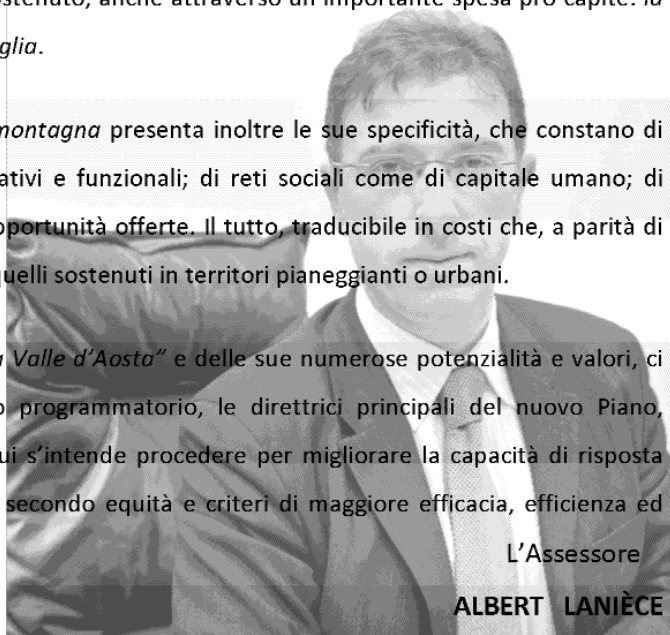 anche attraverso un importante spesa pro capite: la
glia.
montagna presenta inoltre le sue specificità, che constano di
ativi e funzionali; di reti sociali come di capitale umano; di
opportunità offerte. Il tutto, traducibile in costi che, a parità di
quelli sostenuti in territori pianeggianti o urbani.
Valle d'Aosta” e delle sue numerose potenzialità e valori, ci
programmatorio, le direttrici principali del nuovo Piano,
ui s'intende procedere per migliorare la capacità di risposta
secondo equità e criteri di maggiore efficacia, efficienza ed
L'Assessore
ALBERT LANIÈCE